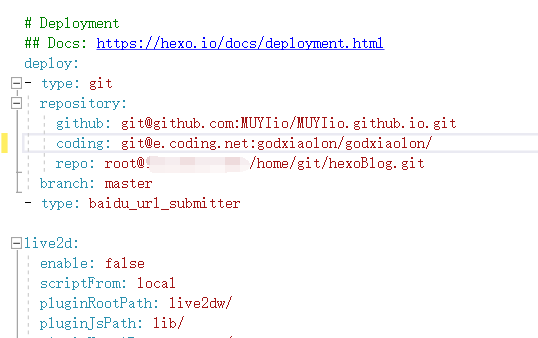 # Deployment
## Docs: https://hexo.io/docs/deployment.html
deploy:
- type: git
repository:
github: git@github.com:MUYIio/MUYIio.github.io.git
coding: git@e.coding.net:godxiaolon/godxiaolon/
repo: root@ /home/git/hexoBlog.git
branch: master
- type: baidu_url_submitter
live2d:
enable: false
scriptFrom: local
pluginRootPath: live2dw/
pluginJsPath: lib/